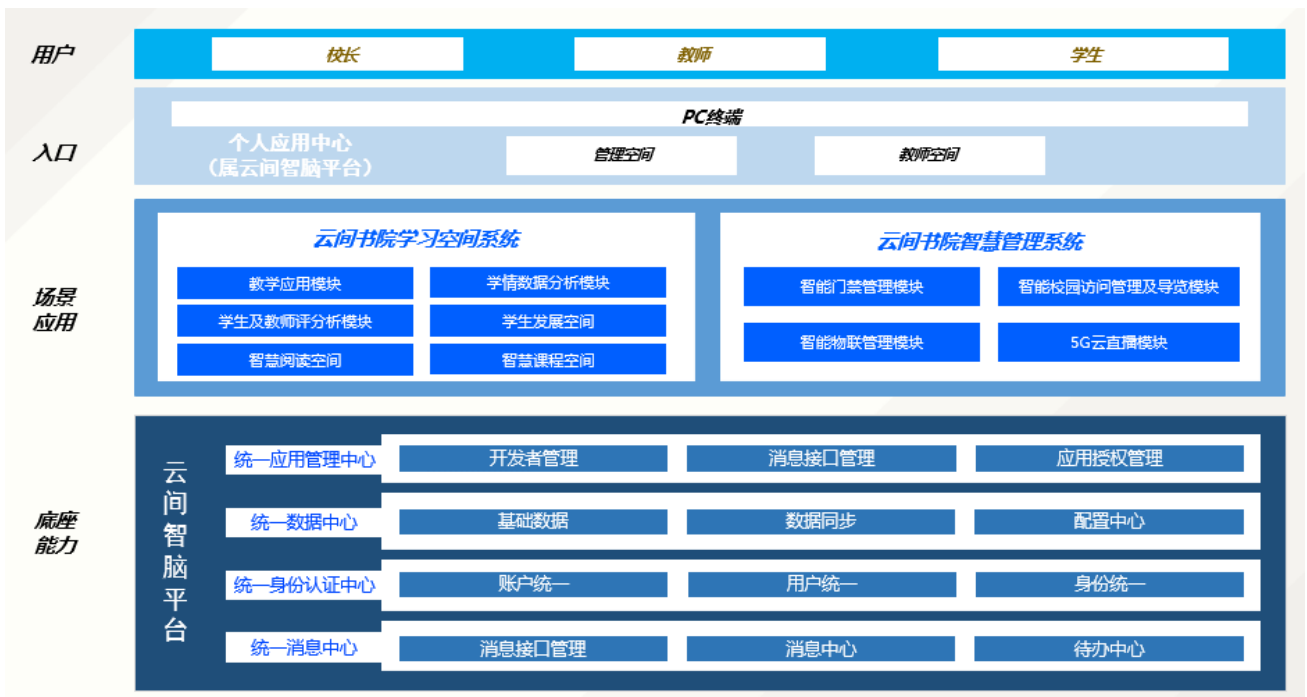 用户
校长
教师
学生
入口
PC终端
个人应用中心
（属云间智脑平台）
管理空间
教师空间
场景
应用
云间书院学习空间系统
教学应用模块
学情数据分析模块
学生及教师评分析模块
学生发展空间
智慧阅读空间
智慧课程空间
云间书院智慧管理系统
智能门禁管理模块
智能校园访问管理及导览模块
智能物联管理模块
5G云直播模块
底座
能力
云间智脑平台
统一应用管理中心
开发者管理
消息接口管理
应用授权管理
统一数据中心
基础数据
数据同步
配置中心
统一身份认证中心
账户统一
用户统一
身份统一
统一消息中心
消息接口管理
消息中心
待办中心